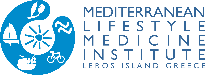 MEDITERRANEAN
LIFESTYLE
MEDICINE
INSTITUTE
LEROS ISLAND GREECE